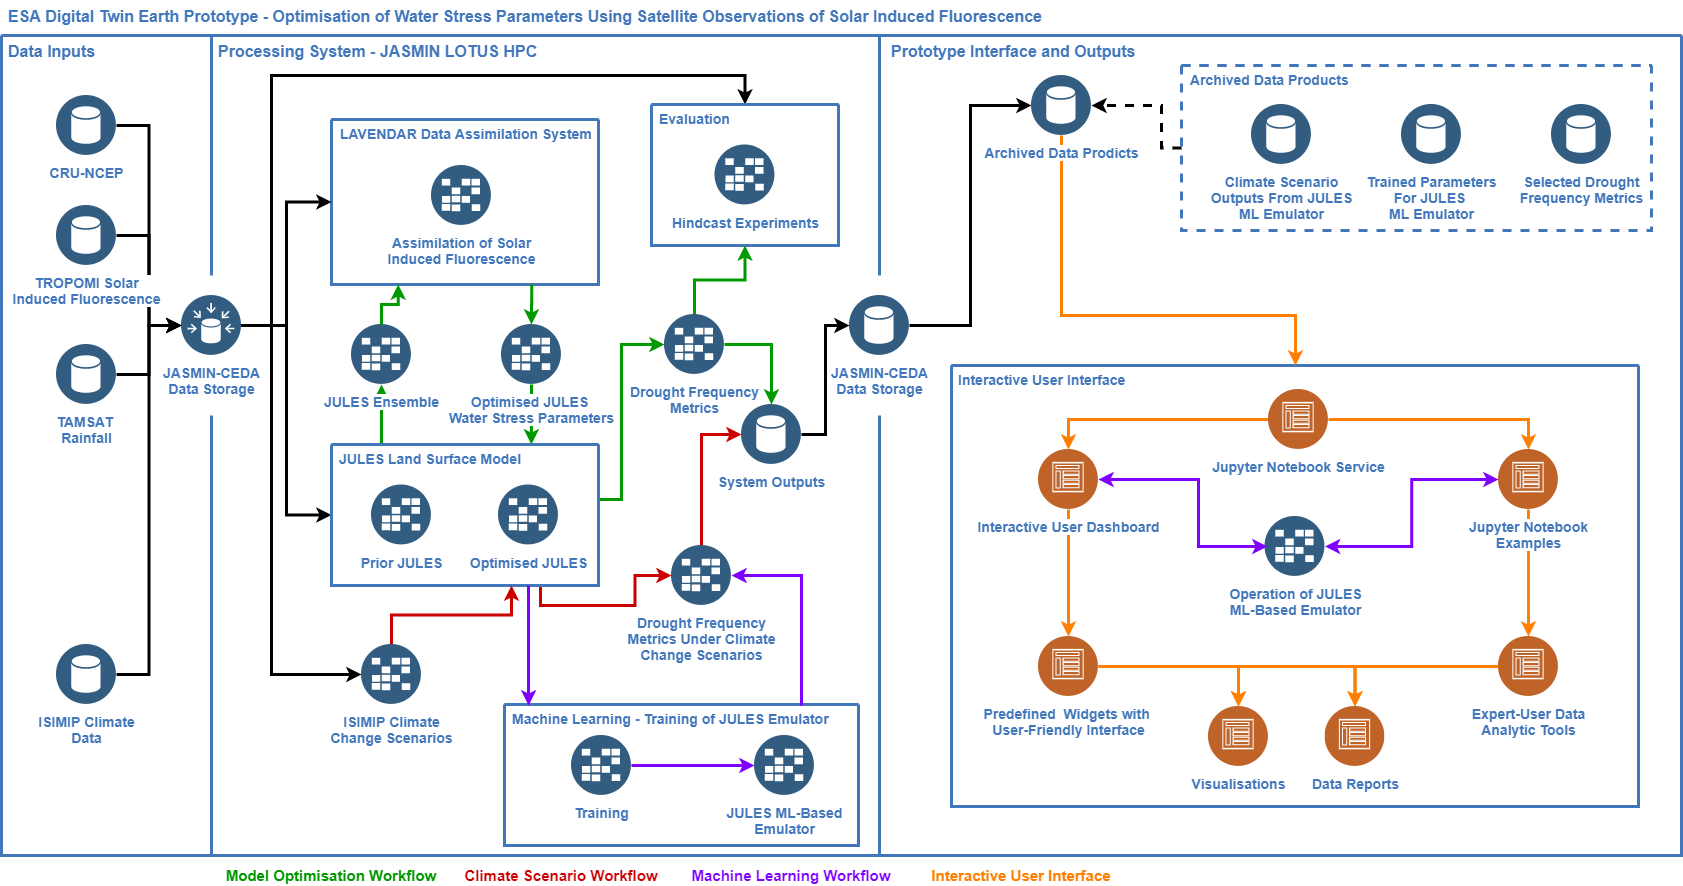 ESA Digital Twin Earth Prototype - Optimisation of Water Stress Parameters Using Satellite Observations of Solar Induced Fluorescence
Data Inputs
CRU-NCEP
TROPOMI Solar
Induced Fluorescence
TAMSAT
Rainfall
ISIMIP Climate
Data
JASMIN-CEDA
Data Storage
Processing System - JASMIN LOTUS HPC
LAVENDAR Data Assimilation System
Assimilation of Solar
Induced Fluorescence
Evaluation
Hindcast Experiments
JULES Ensemble
Optimised JULES
Water Stress Parameters
Drought Frequency
Metrics
JULES Land Surface Model
Prior JULES
Optimised JULES
System Outputs
Drought Frequency
Metrics Under Climate
Change Scenarios
ISIMIP Climate
Change Scenarios
Machine Learning - Training of JULES Emulator
Training
JULES ML-Based
Emulator
JASMIN-CEDA
Data Storage
Prototype Interface and Outputs
Archived Data Prodicts
Archived Data Products
Climate Scenario
Outputs From JULES
ML Emulator
Trained Parameters
For JULES
ML Emulator
Selected Drought
Frequency Metrics
Interactive User Interface
Jupyter Notebook Service
Interactive User Dashboard
Jupyter Notebook
Examples
Operation of JULES
ML-Based Emulator
Predefined Widgets with
User-Friendly Interface
Expert-User Data
Analytic Tools
Visualisations
Data Reports
Model Optimisation Workflow
Climate Scenario Workflow
Machine Learning Workflow
Interactive User Interface